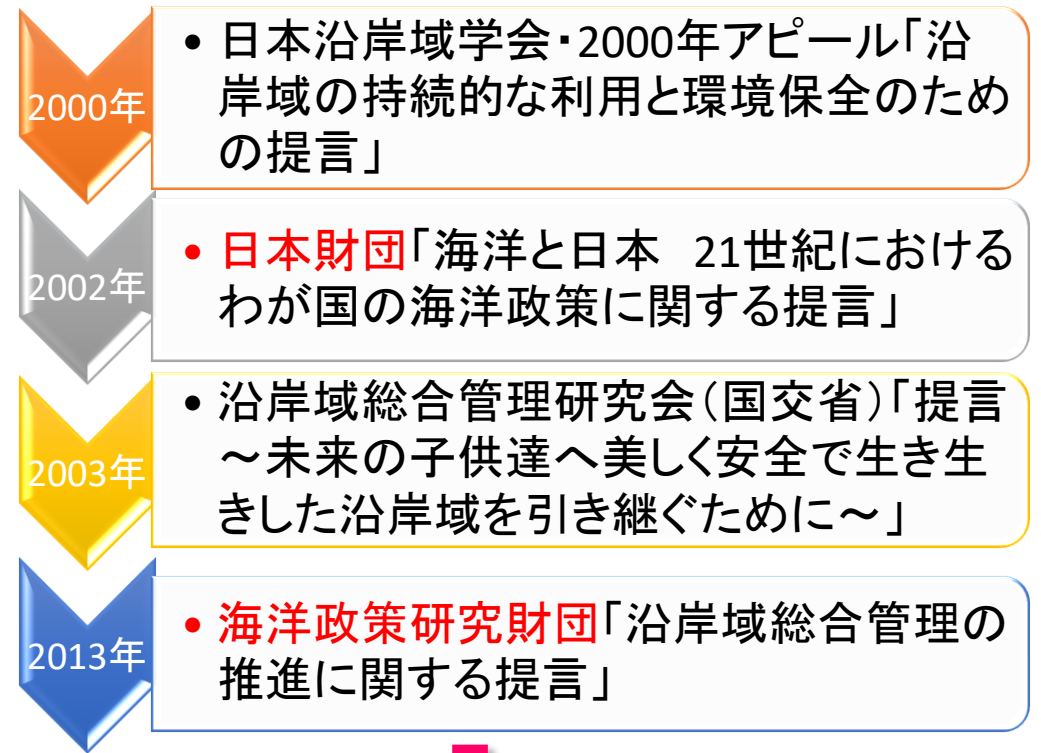 2000年
• 日本沿岸域学会・2000年アピール「沿
岸域の持続的な利用と環境保全のため
の提言」
2002年
• 日本財団「海洋と日本　21世紀における
わが国の海洋政策に関する提言」
2003年
• 沿岸域総合管理研究会（国交省）「提言
～未来の子供達へ美しく安全で生き生
きした沿岸域を引き継ぐために～」
2013年
• 海洋政策研究財団「沿岸域総合管理の
推進に関する提言」